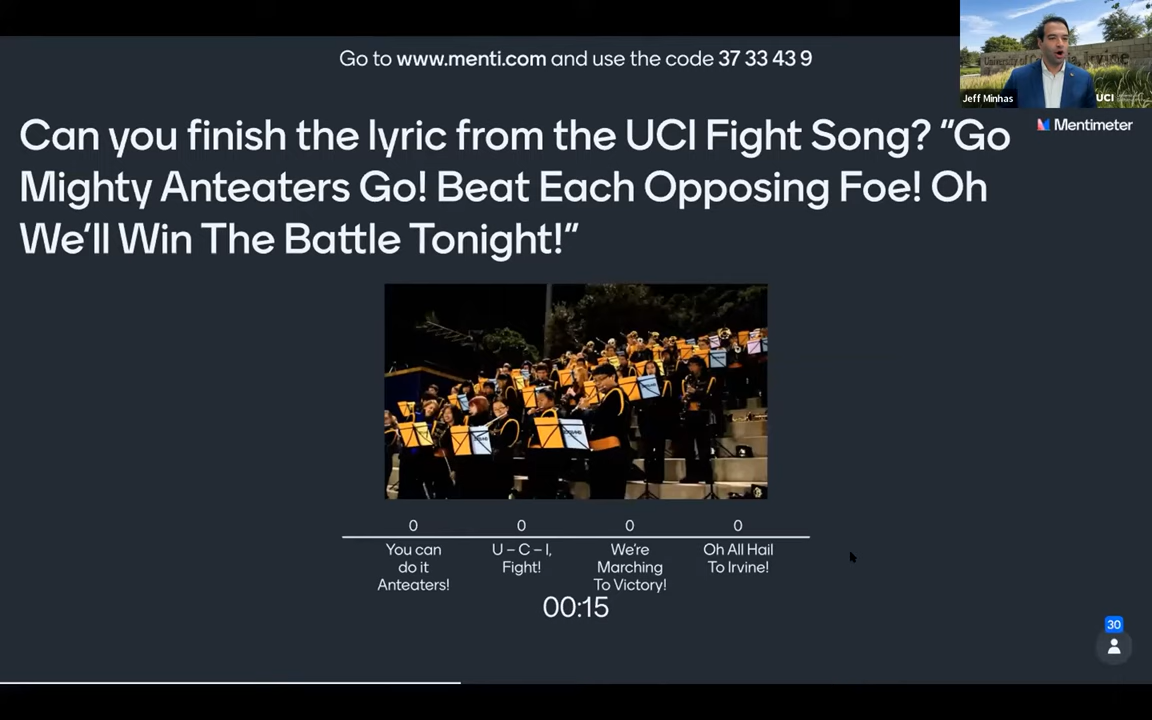 Go to www.menti.com and use the code 37 33 43 9
Jeff Minhas
UCI
Mentimeter
Can you finish the lyric from the UCI Fight Song? “Go
Mighty Anteaters Go! Beat Each Opposing Foe! Oh
We’ll Win The Battle Tonight!”
0
0
0
0
You can
do it
Anteaters!
U – C – I,
Fight!
We’re
Marching
To Victory!
Oh All Hail
To Irvine!
00:15
30